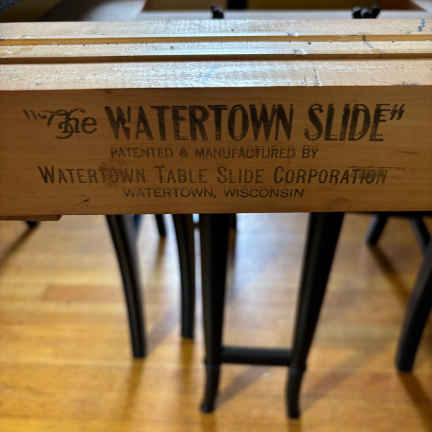 "The WATERTOWN SLIDE"
PATENTED & MANUFACTURED BY
WATERTOWN TABLE SLIDE CORPORATION
WATERTOWN, WISCONSIN